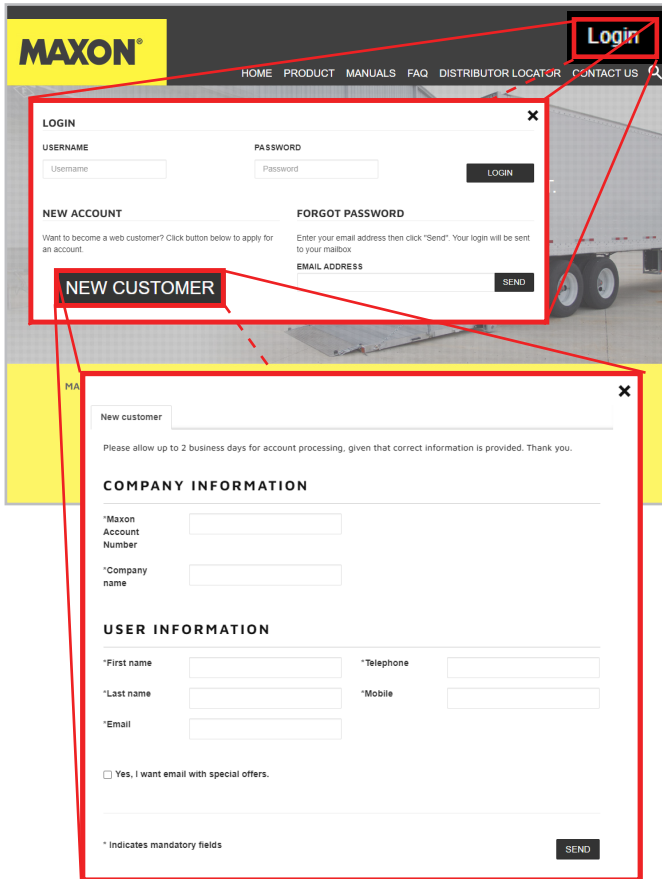 Login
MAXON®
HOME PRODUCT MANUALS FAQ DISTRIBUTOR LOCATOR CONTACT US
LOGIN
USERNAME PASSWORD
Username Password LOGIN
T.
NEW ACCOUNT FORGOT PASSWORD
Want to become a web customer? Click button below to apply for
an account.
Enter your email address then click "Send". Your login will be sent
to your mailbox
EMAIL ADDRESS
SEND
NEW CUSTOMER
MA
New customer
Please allow up to 2 business days for account processing, given that correct information is provided. Thank you.
COMPANY INFORMATION
*Maxon
Account
Number
*Company
name
USER INFORMATION
*First name *Telephone
*Last name *Mobile
*Email
Yes, I want email with special offers.
* Indicates mandatory fields SEND